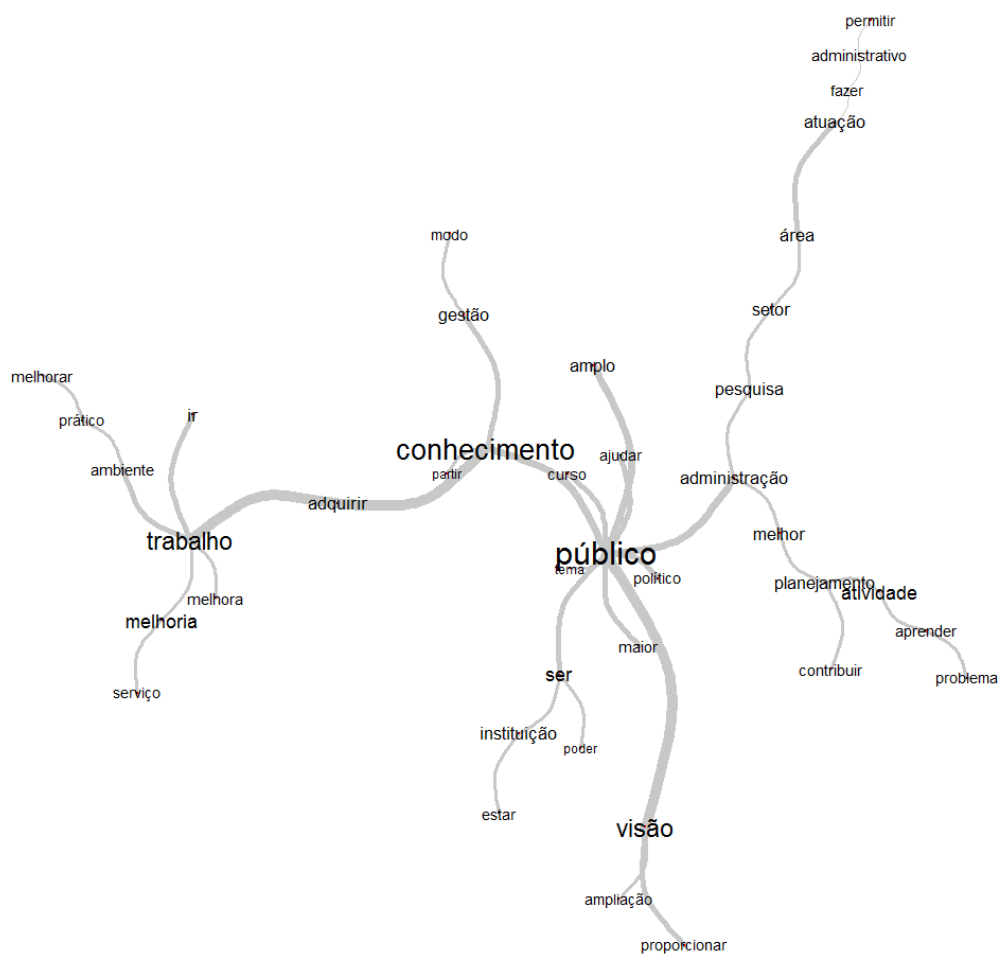 permitir
administrativo
fazer
atuação
modo
área
gestão
setor
amplo
melhorar
pesquisa
ir
prático
conhecimento
ajudar
ambiente
partir
curso
administração
adquirir
melhor
trabalho
público
tema
político
planejamento
atividade
melhora
melhoria
aprender
maior
contribuir
ser
problema
serviço
instituição
poder
estar
visão
ampliação
proporcionar